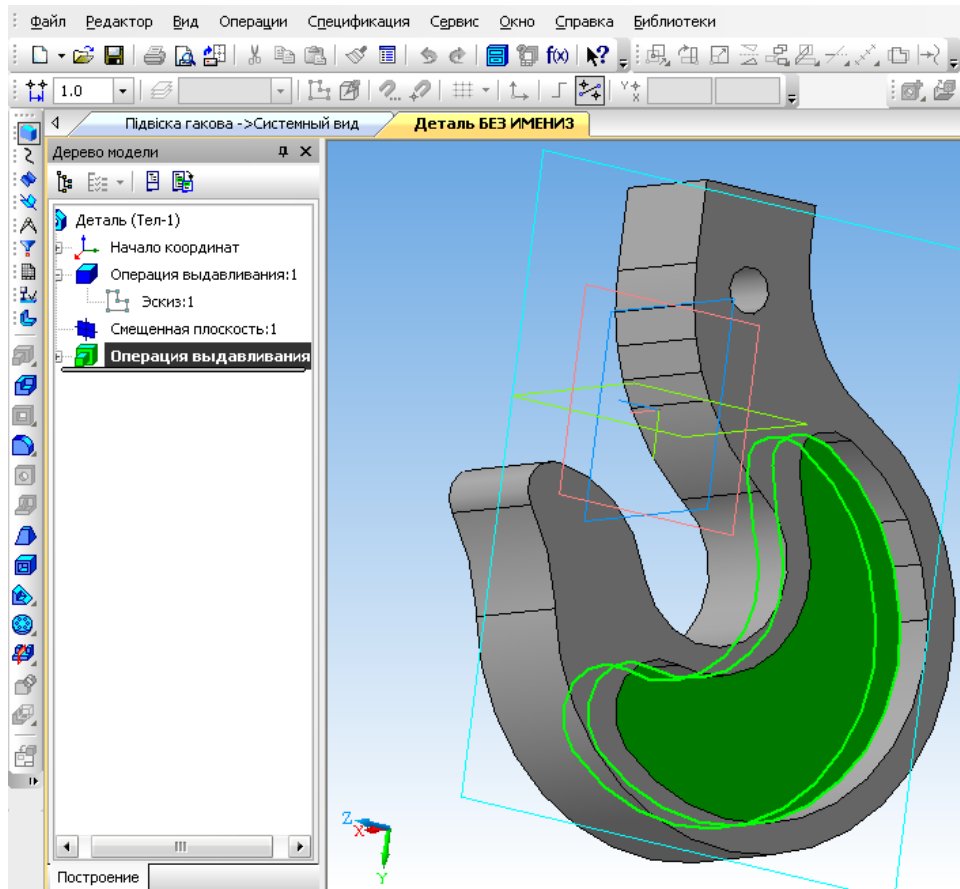 Файл Редактор Вид Операции Спецификация Сервис Окно Справка Библиотеки
f(x)
1.0
Підвіска гакова ->Системный вид Деталь БЕЗ ИМЕНИ3
Дерево модели
Деталь (Тел-1)
Начало координат
Операция выдавливания:1
Эскиз:1
Смещенная плоскость:1
Операция выдавливания
Z
X
Y
Построение